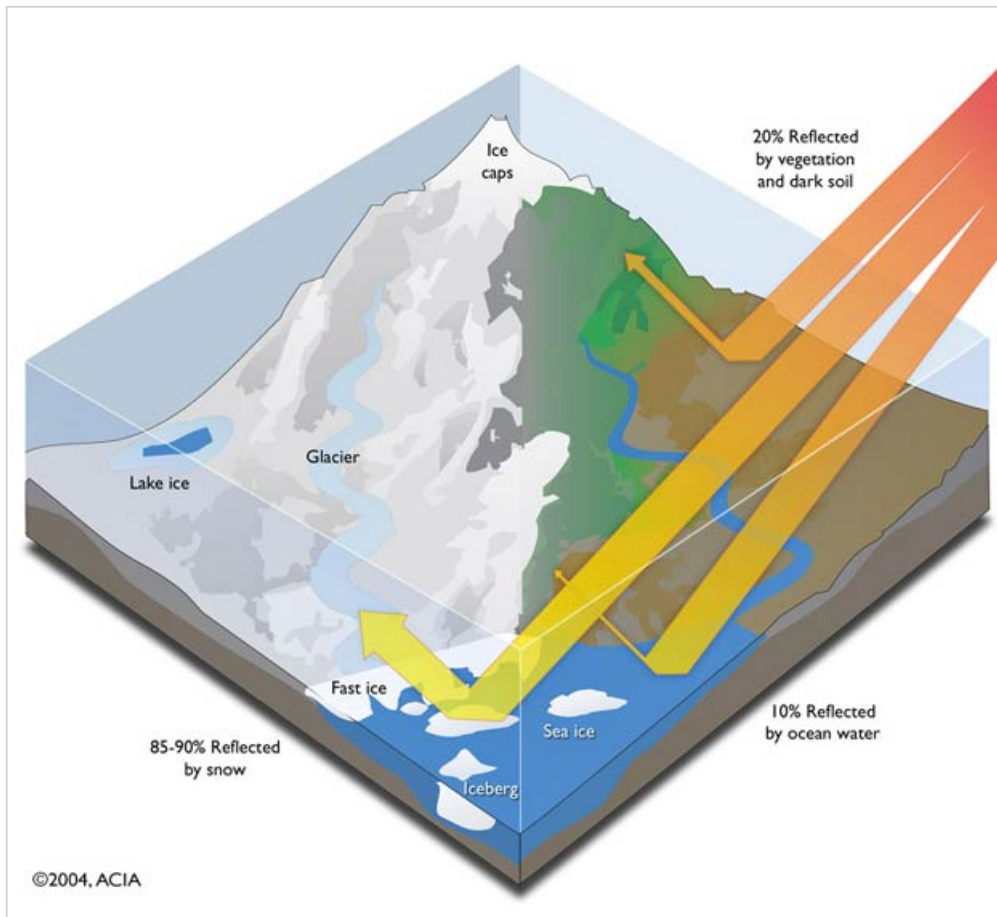 20% Reflected
by vegetation
and dark soil
Ice
caps
Glacier
Lake ice
Fast ice
Sea ice
10% Reflected
by ocean water
85-90% Reflected
by snow
Iceberg
©2004, ACIA